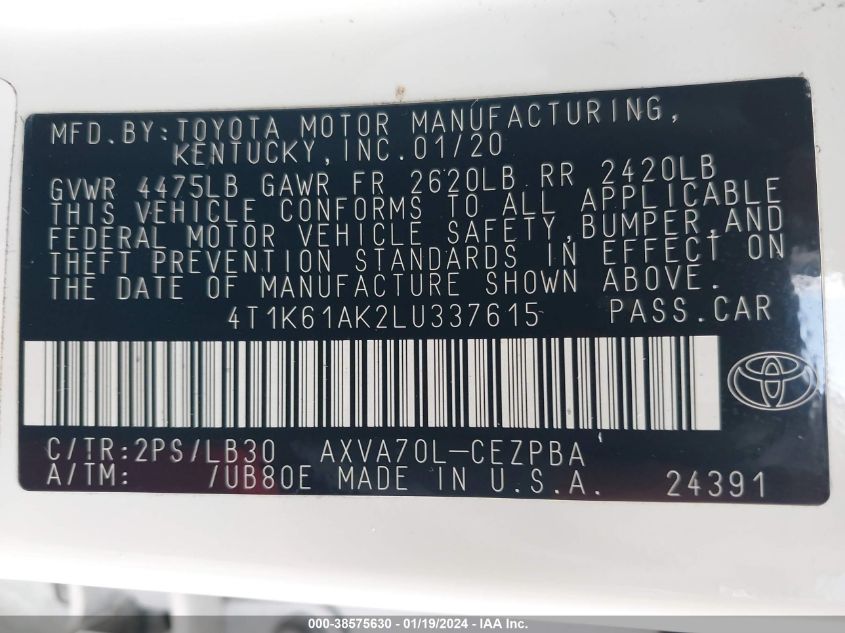 MFD.BY:TOYOTA MOTOR MANUFACTURING,
KENTUCKY,INC.01/20
GVWR 4475LB GAWR FR 2620LB RR 2420LB
THIS VEHICLE CONFORMS TO ALL APPLICABLE
FEDERAL MOTOR VEHICLE SAFETY,BUMPER,AND
THEFT PREVENTION STANDARDS IN EFFECT ON
THE DATE OF MANUFACTURE SHOWN ABOVE.
4T1K61AK2LU337615 PASS.CAR
C/TR:2PS/LB30 AXVA70L-CEZPBA
A/TM: /UB80E MADE IN U.S.A. 24391
000-38575630 - 01/19/2024 - IAA Inc.